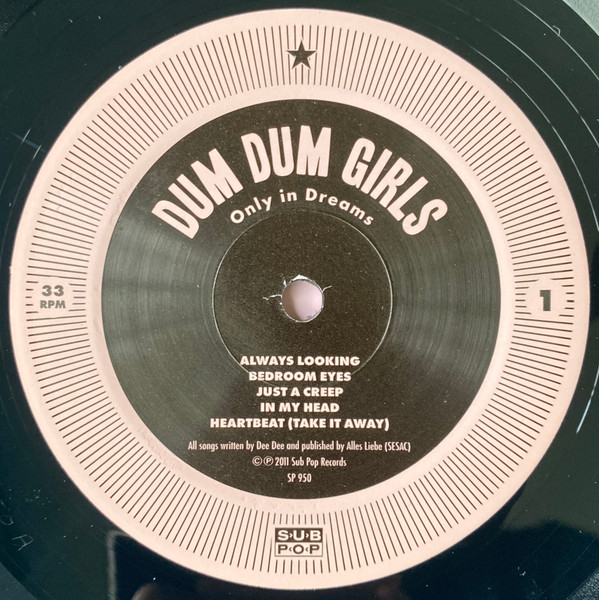 DUM DUM GIRLS
Only in Dreams
33
RPM
1
ALWAYS LOOKING
BEDROOM EYES
JUST A CREEP
IN MY HEAD
HEARTBEAT (TAKE IT AWAY)
All songs written by Dee Dee and published by Alles Liebe (SESAC)
©℗ 2011 Sub Pop Records
SP 950
SUB
POP